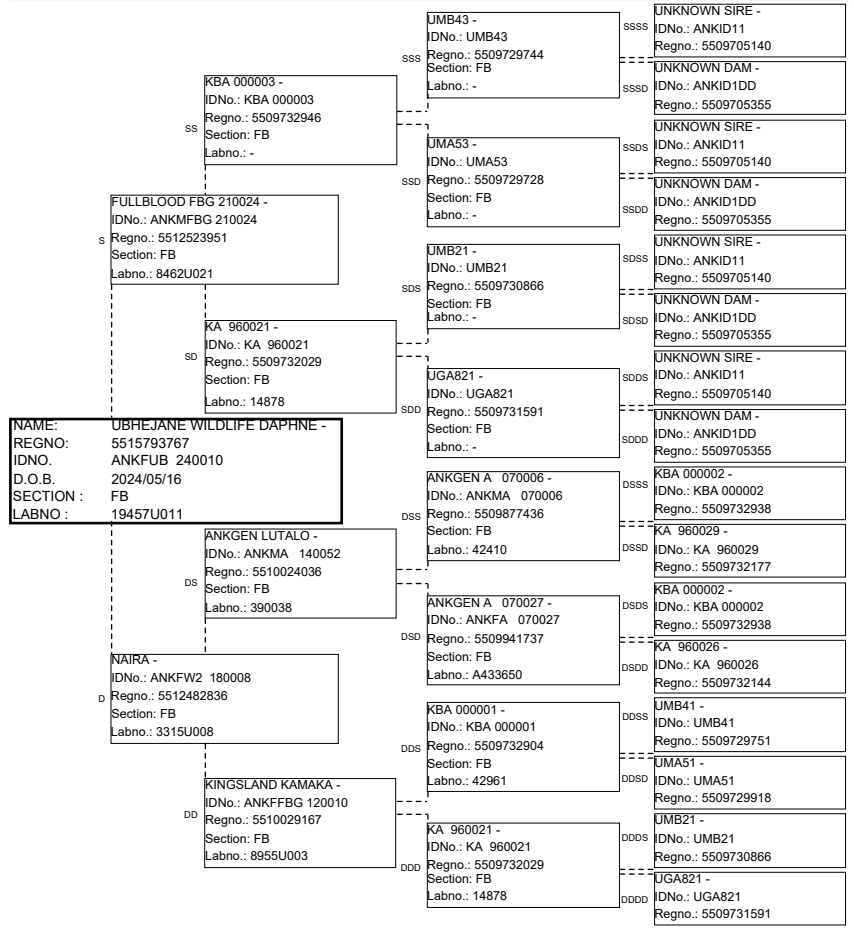 NAME: UBHEJANE WILDLIFE DAPHNE -
REGNO: 5515793767
IDNO. ANKFUB 240010
D.O.B. 2024/05/16
SECTION : FB
LABNO : 19457U011
S
FULLBLOOD FBG 210024 -
IDNo.: ANKMFBG 210024
Regno.: 5512523951
Section: FB
Labno.: 8462U021
D
NAIRA -
IDNo.: ANKFW2 180008
Regno.: 5512482836
Section: FB
Labno.: 3315U008
SS
KBA 000003 -
IDNo.: KBA 000003
Regno.: 5509732946
Section: FB
Labno.: -
SD
KA 960021 -
IDNo.: KA 960021
Regno.: 5509732029
Section: FB
Labno.: 14878
DS
ANKGEN LUTALO -
IDNo.: ANKMA 140052
Regno.: 5510024036
Section: FB
Labno.: 390038
DD
KINGSLAND KAMAKA -
IDNo.: ANKFFBG 120010
Regno.: 5510029167
Section: FB
Labno.: 8955U003
SSS
UMB43 -
IDNo.: UMB43
Regno.: 5509729744
Section: FB
Labno.: -
SSD
UMA53 -
IDNo.: UMA53
Regno.: 5509729728
Section: FB
Labno.: -
SDS
UMB21 -
IDNo.: UMB21
Regno.: 5509730866
Section: FB
Labno.: -
SDD
UGA821 -
IDNo.: UGA821
Regno.: 5509731591
Section: FB
Labno.: -
DSS
ANKGEN A 070006 -
IDNo.: ANKMA 070006
Regno.: 5509877436
Section: FB
Labno.: 42410
DSD
ANKGEN A 070027 -
IDNo.: ANKFA 070027
Regno.: 5509941737
Section: FB
Labno.: A433650
DDS
KBA 000001 -
IDNo.: KBA 000001
Regno.: 5509732904
Section: FB
Labno.: 42961
DDD
KA 960021 -
IDNo.: KA 960021
Regno.: 5509732029
Section: FB
Labno.: 14878
SSSS
UNKNOWN SIRE -
IDNo.: ANKID11
Regno.: 5509705140
SSSD
UNKNOWN DAM -
IDNo.: ANKID1DD
Regno.: 5509705355
SSDS
UNKNOWN SIRE -
IDNo.: ANKID11
Regno.: 5509705140
SSDD
UNKNOWN DAM -
IDNo.: ANKID1DD
Regno.: 5509705355
SDSS
UNKNOWN SIRE -
IDNo.: ANKID11
Regno.: 5509705140
SDSD
UNKNOWN DAM -
IDNo.: ANKID1DD
Regno.: 5509705355
SDDS
UNKNOWN SIRE -
IDNo.: ANKID11
Regno.: 5509705140
SDDD
UNKNOWN DAM -
IDNo.: ANKID1DD
Regno.: 5509705355
DSSS
KBA 000002 -
IDNo.: KBA 000002
Regno.: 5509732938
DSSD
KA 960029 -
IDNo.: KA 960029
Regno.: 5509732177
DSDS
KBA 000002 -
IDNo.: KBA 000002
Regno.: 5509732938
DSDD
KA 960026 -
IDNo.: KA 960026
Regno.: 5509732144
DDSS
UMB41 -
IDNo.: UMB41
Regno.: 5509729751
DDSD
UMA51 -
IDNo.: UMA51
Regno.: 5509729918
DDDS
UMB21 -
IDNo.: UMB21
Regno.: 5509730866
DDDD
UGA821 -
IDNo.: UGA821
Regno.: 5509731591